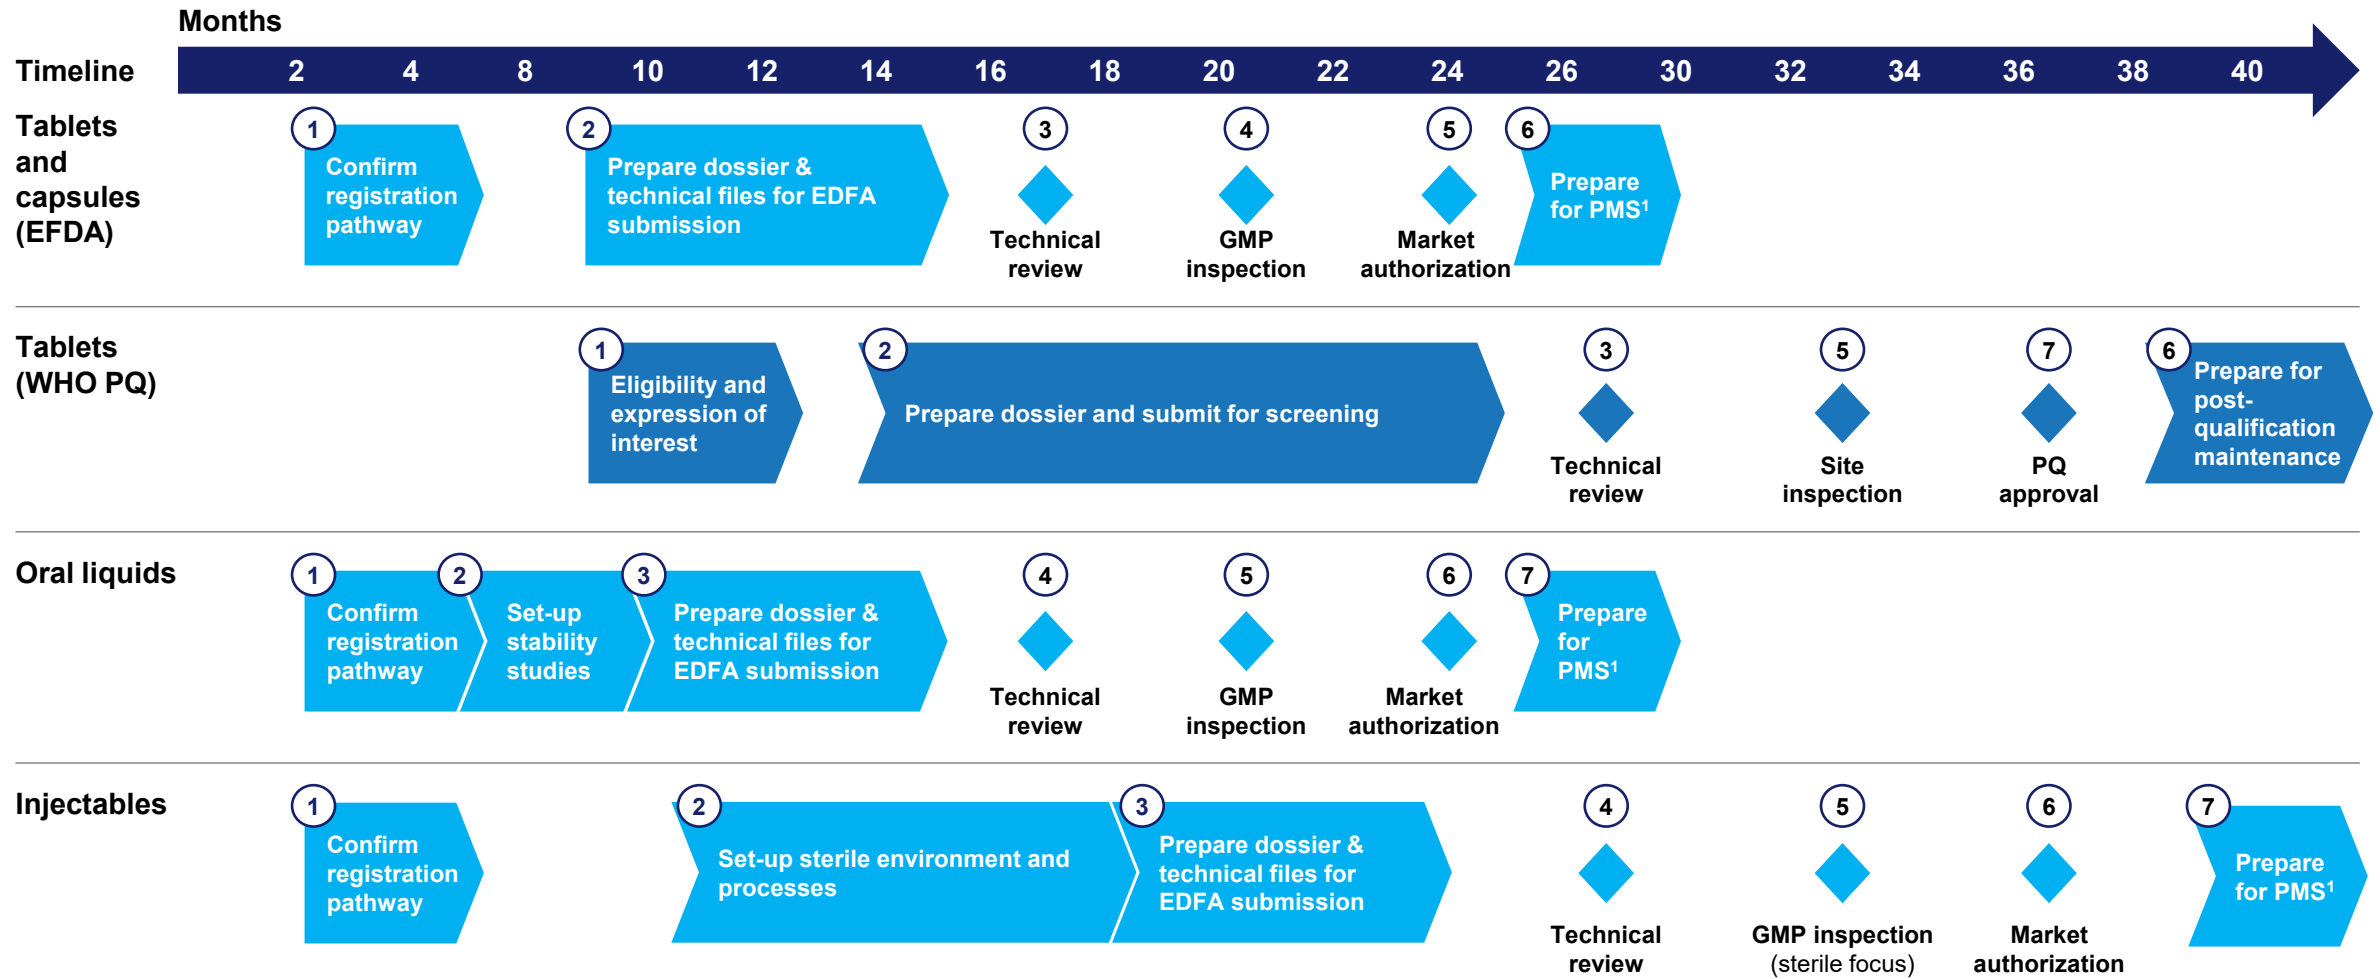 Months
Timeline 2 4 8 10 12 14 16 18 20 22 24 26 30 32 34 36 38 40
Tablets
and
capsules
(EFDA)
1
Confirm
registration
pathway
2
Prepare dossier &
technical files for EDFA
submission
3
Technical
review
4
GMP
inspection
5
Market
authorization
6
Prepare
for PMS¹
Tablets
(WHO PQ)
1
Eligibility and
expression of
interest
2
Prepare dossier and submit for screening
3
Technical
review
5
Site
inspection
7
PQ
approval
6
Prepare for
post-
qualification
maintenance
Oral liquids
1
Confirm
registration
pathway
2
Set-up
stability
studies
3
Prepare dossier &
technical files for
EDFA submission
4
Technical
review
5
GMP
inspection
6
Market
authorization
7
Prepare
for
PMS¹
Injectables
1
Confirm
registration
pathway
2
Set-up sterile environment and
processes
3
Prepare dossier &
technical files for
EDFA submission
4
Technical
review
5
GMP inspection
(sterile focus)
6
Market
authorization
7
Prepare
for PMS¹